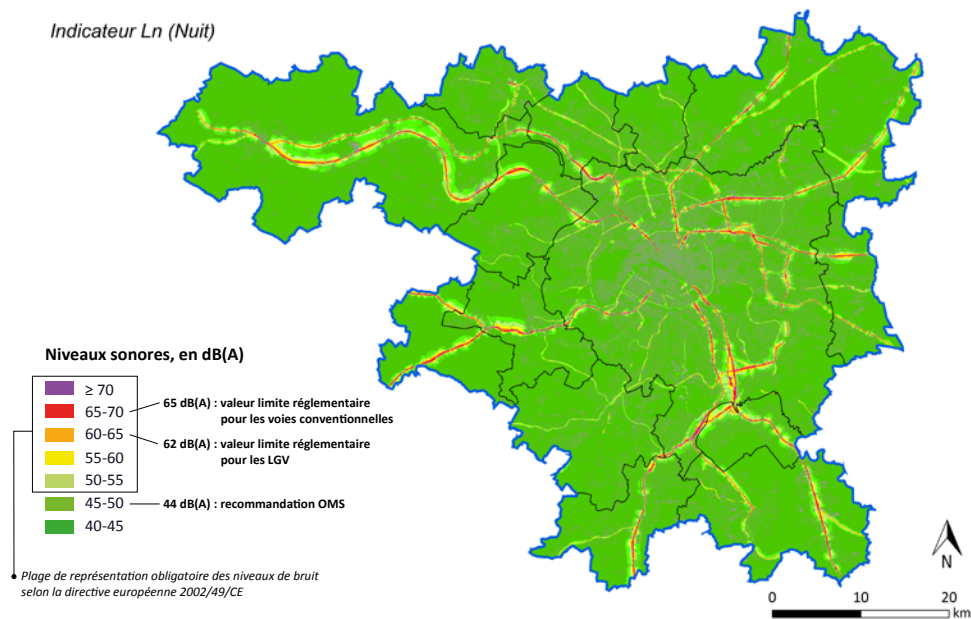 Indicateur Ln (Nuit)
Niveaux sonores, en dB(A)
≥ 70
65-70
65 dB(A) : valeur limite réglementaire
pour les voies conventionnelles
60-65
62 dB(A) : valeur limite réglementaire
pour les LGV
55-60
50-55
45-50
44 dB(A) : recommandation OMS
40-45
Plage de représentation obligatoire des niveaux de bruit
selon la directive européenne 2002/49/CE
N
0 10 20
km